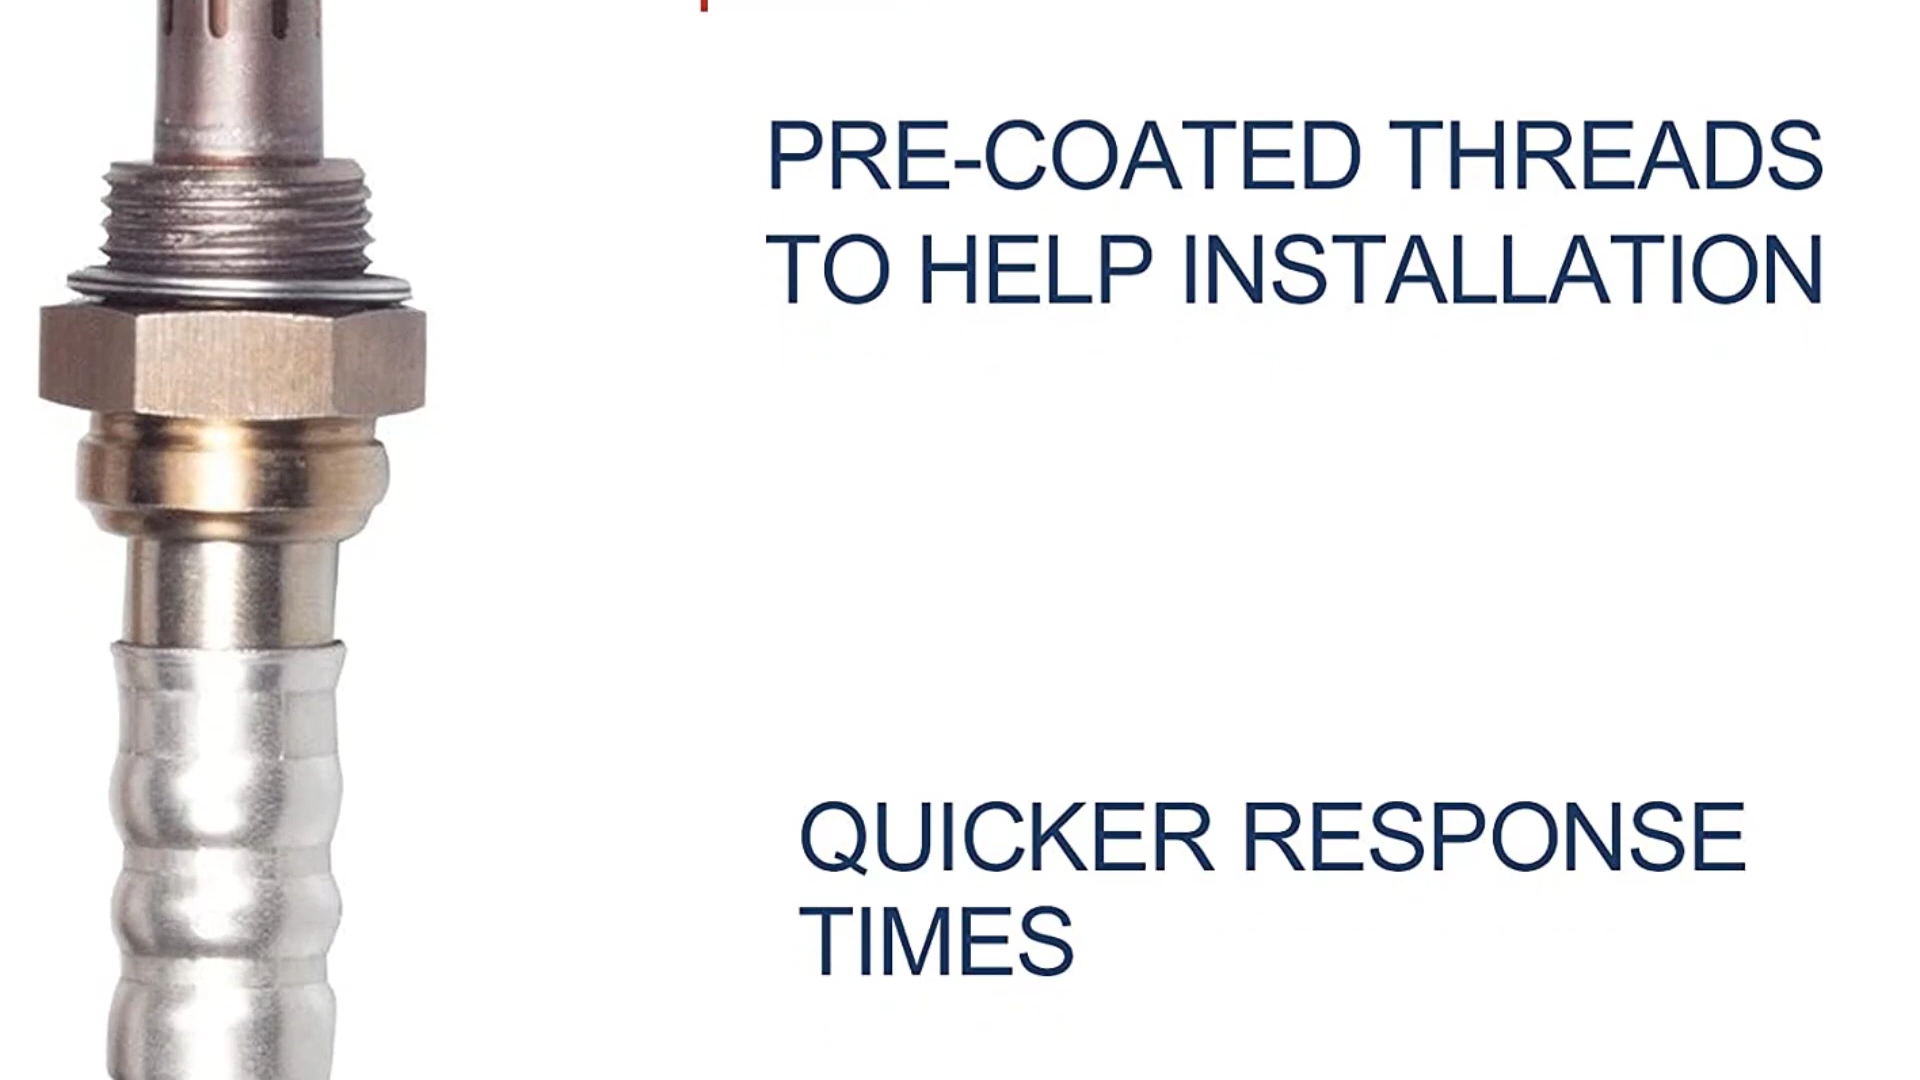 PRE-COATED THREADS
TO HELP INSTALLATION
QUICKER RESPONSE
TIMES